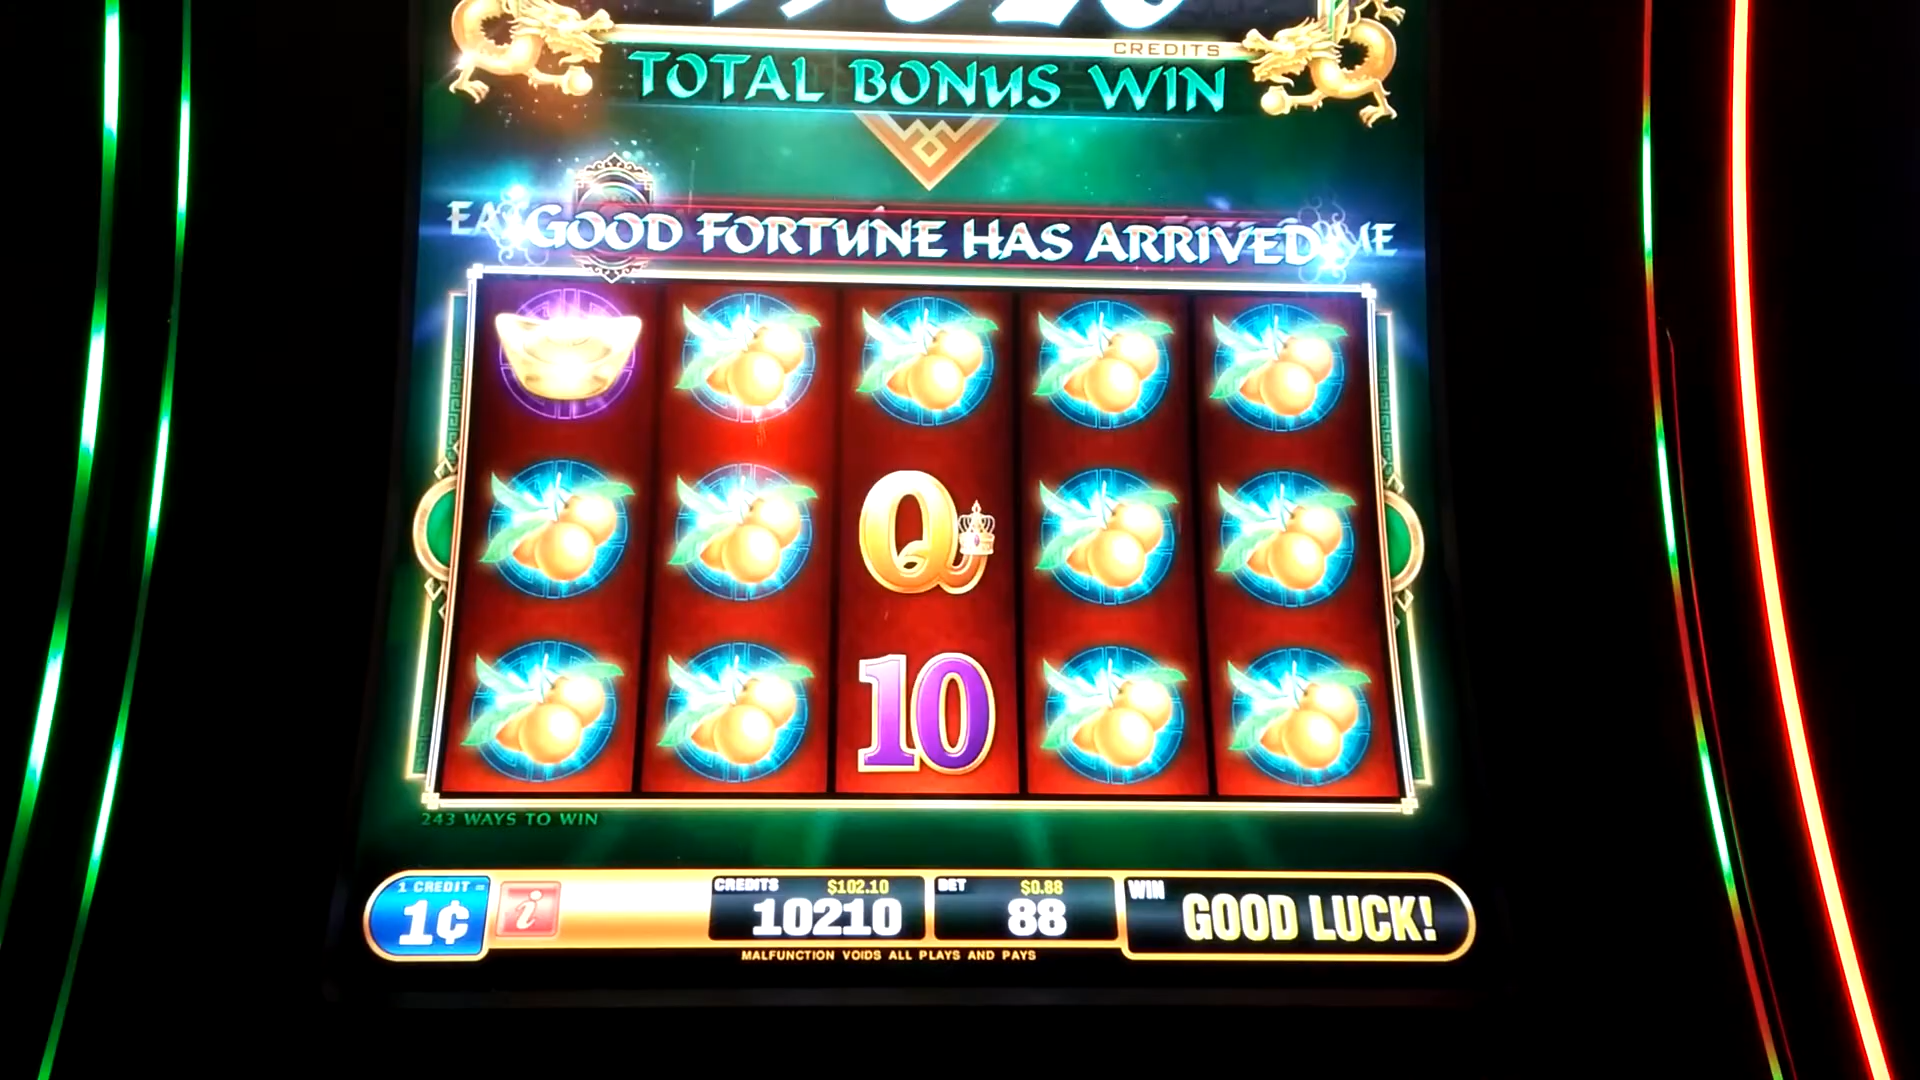 CREDITS
TOTAL BONUS WIN
GOOD FORTUNE HAS ARRIVED
Q
10
243 WAYS TO WIN
1 CREDIT =
1¢
i
CREDITS $102.10
10210
BET $0.88
88
WIN
GOOD LUCK!
MALFUNCTION VOIDS ALL PLAYS AND PAYS